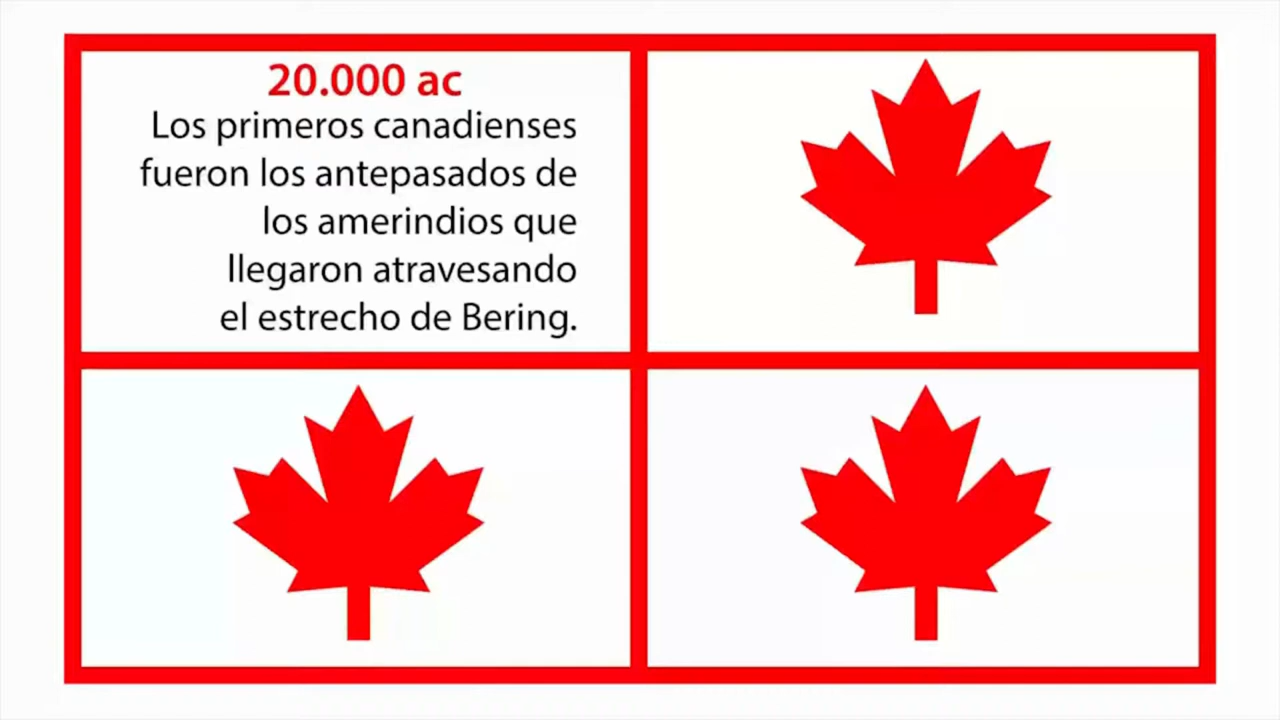 20.000 ac
Los primeros canadienses
fueron los antepasados de
los amerindios que
llegaron atravesando
el estrecho de Bering.